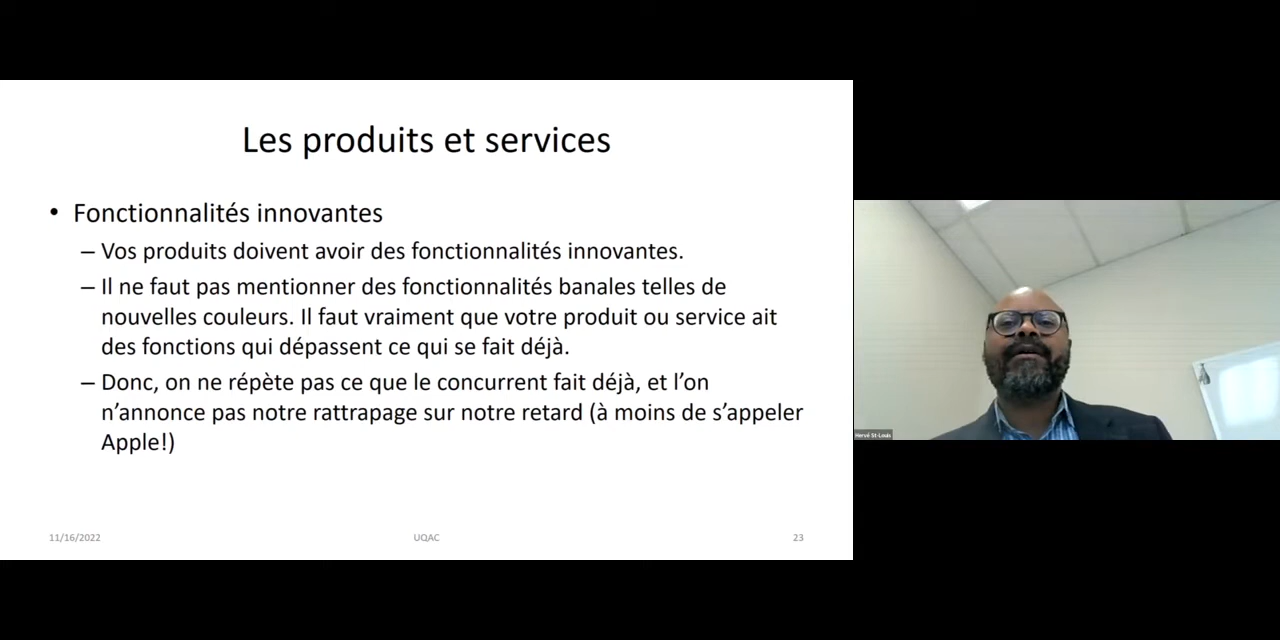 Les produits et services
• Fonctionnalités innovantes
– Vos produits doivent avoir des fonctionnalités innovantes.
– Il ne faut pas mentionner des fonctionnalités banales telles de
nouvelles couleurs. Il faut vraiment que votre produit ou service ait
des fonctions qui dépassent ce qui se fait déjà.
– Donc, on ne répète pas ce que le concurrent fait déjà, et l’on
n’annonce pas notre rattrapage sur notre retard (à moins de s’appeler
Apple!)
11/16/2022
UQAC
23
Hervé St-Louis